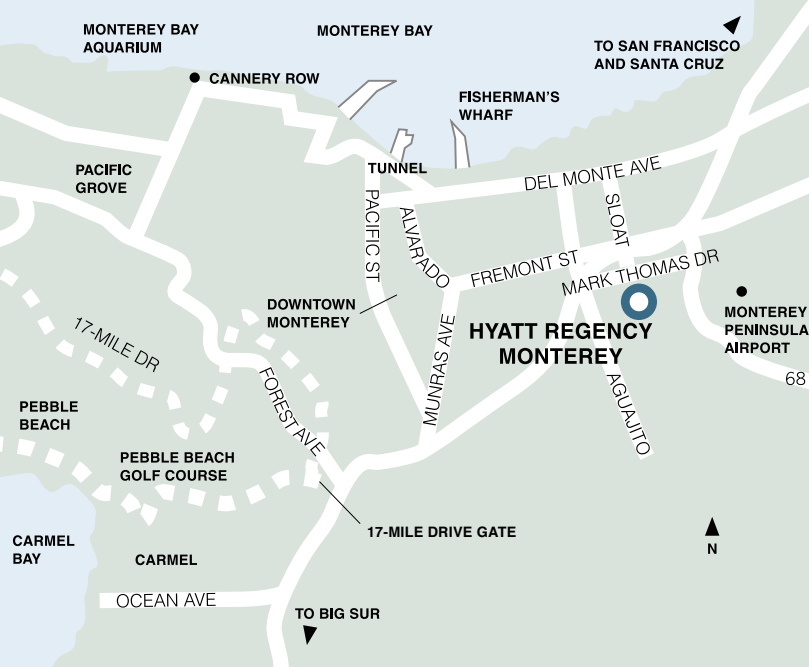 MONTEREY BAY
AQUARIUM
MONTEREY BAY
TO SAN FRANCISCO
AND SANTA CRUZ
CANNERY ROW
FISHERMAN'S
WHARF
PACIFIC
GROVE
TUNNEL
DEL MONTE AVE
PACIFIC ST
ALVARADO
SLOAT
FREMONT ST
MARK THOMAS DR
DOWNTOWN
MONTEREY
HYATT REGENCY
MONTEREY
MONTEREY
PENINSULA
AIRPORT
17-MILE DR
MUNRAS AVE
68
FOREST AVE
AGUAJITO
PEBBLE
BEACH
PEBBLE BEACH
GOLF COURSE
17-MILE DRIVE GATE
CARMEL
BAY
CARMEL
N
OCEAN AVE
TO BIG SUR